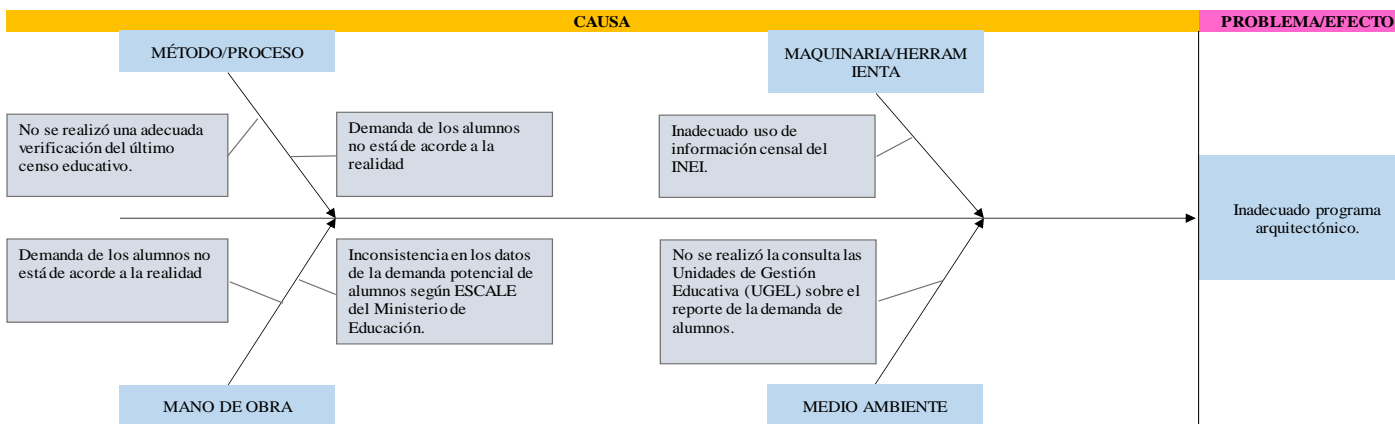 CAUSA
PROBLEMA/EFECTO
MÉTODO/PROCESO
MAQUINARIA/HERRAM
IENTA
No se realizó una adecuada
verificación del último
censo educativo.
Demanda de los alumnos
no está de acorde a la
realidad
Inadecuado uso de
información censal del
INEI.
Inadecuado programa
arquitectónico.
Demanda de los alumnos no
está de acorde a la realidad
Inconsistencia en los datos
de la demanda potencial de
alumnos según ESCALE
del Ministerio de
Educación.
No se realizó la consulta las
Unidades de Gestión
Educativa (UGEL) sobre el
reporte de la demanda de
alumnos.
MANO DE OBRA
MEDIO AMBIENTE